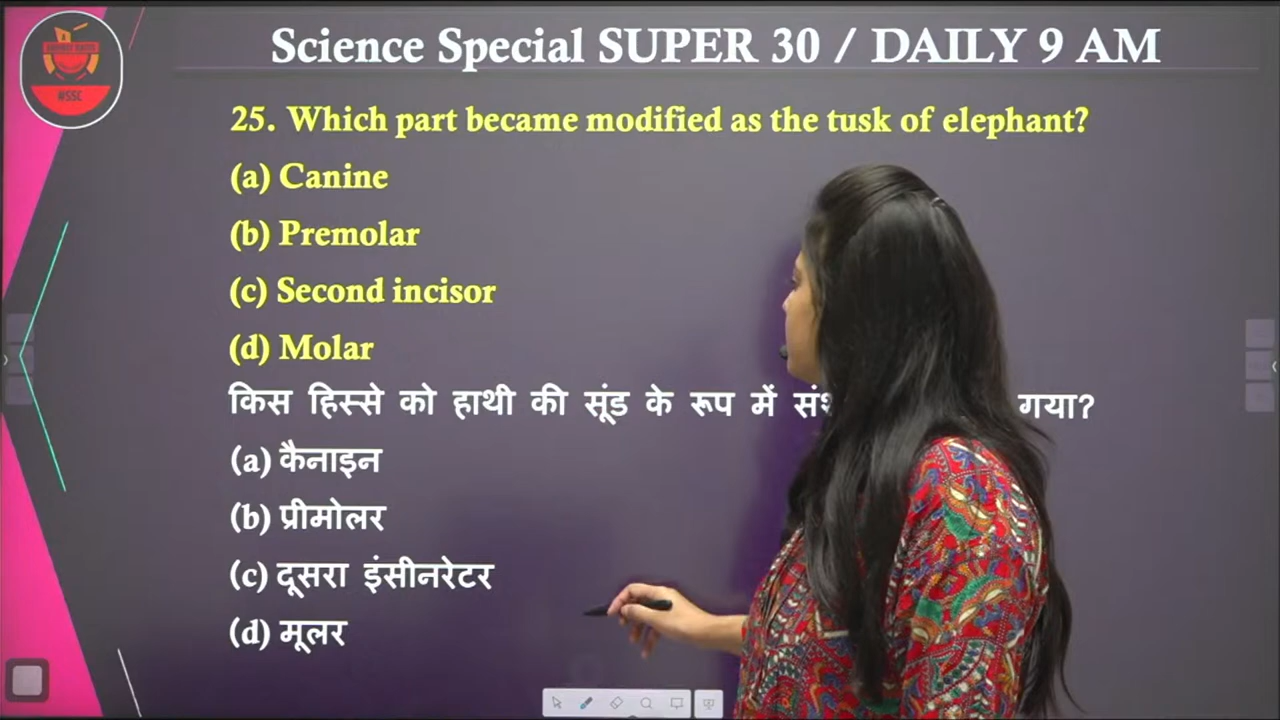 Science Special SUPER 30 / DAILY 9 AM
#SSC
25. Which part became modified as the tusk of elephant?
(a) Canine
(b) Premolar
(c) Second incisor
(d) Molar
किस हिस्से को हाथी की सूंड के रूप में गया?
(a) कैनाइन
(b) प्रीमोलर
(c) दूसरा इंसीनरेटर
(d) मूलर